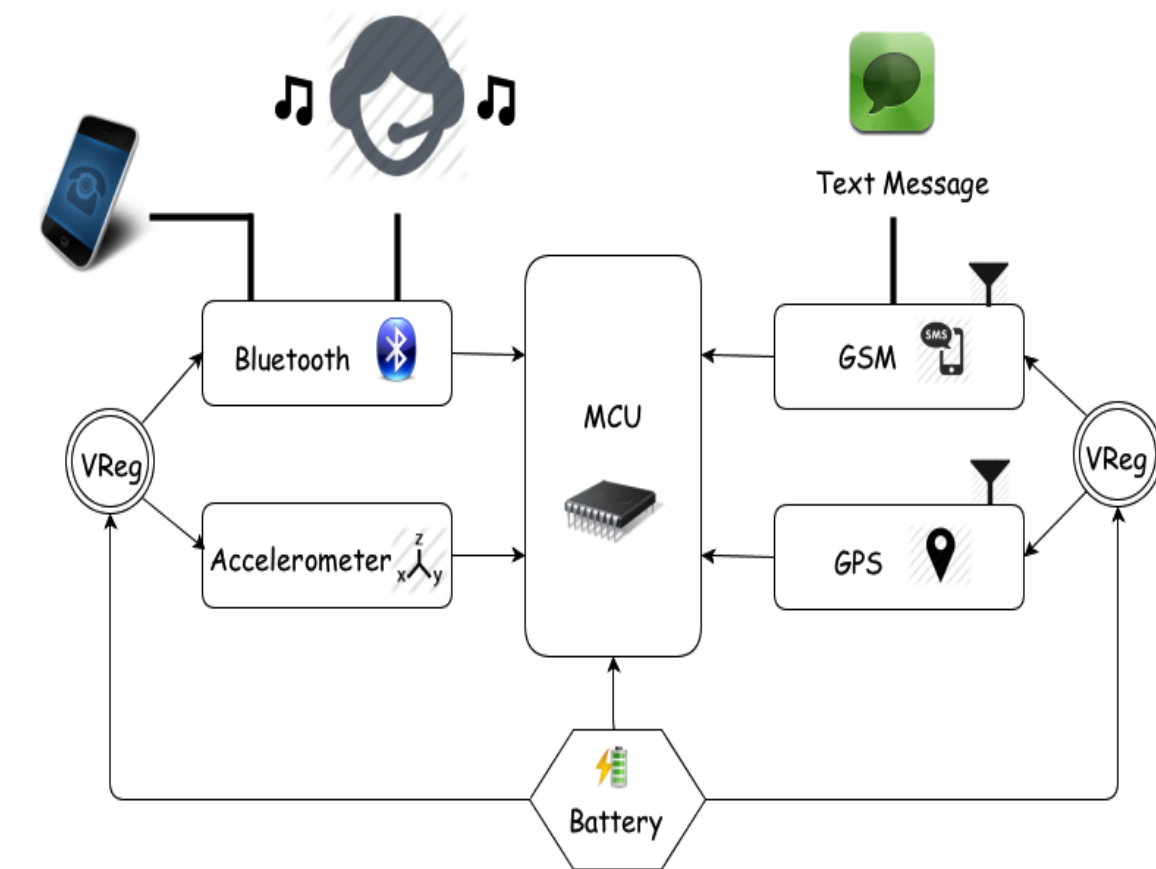 Text Message
SMS
Bluetooth
GSM
MCU
VReg
VReg
z
Accelerometer
x y
GPS
Battery